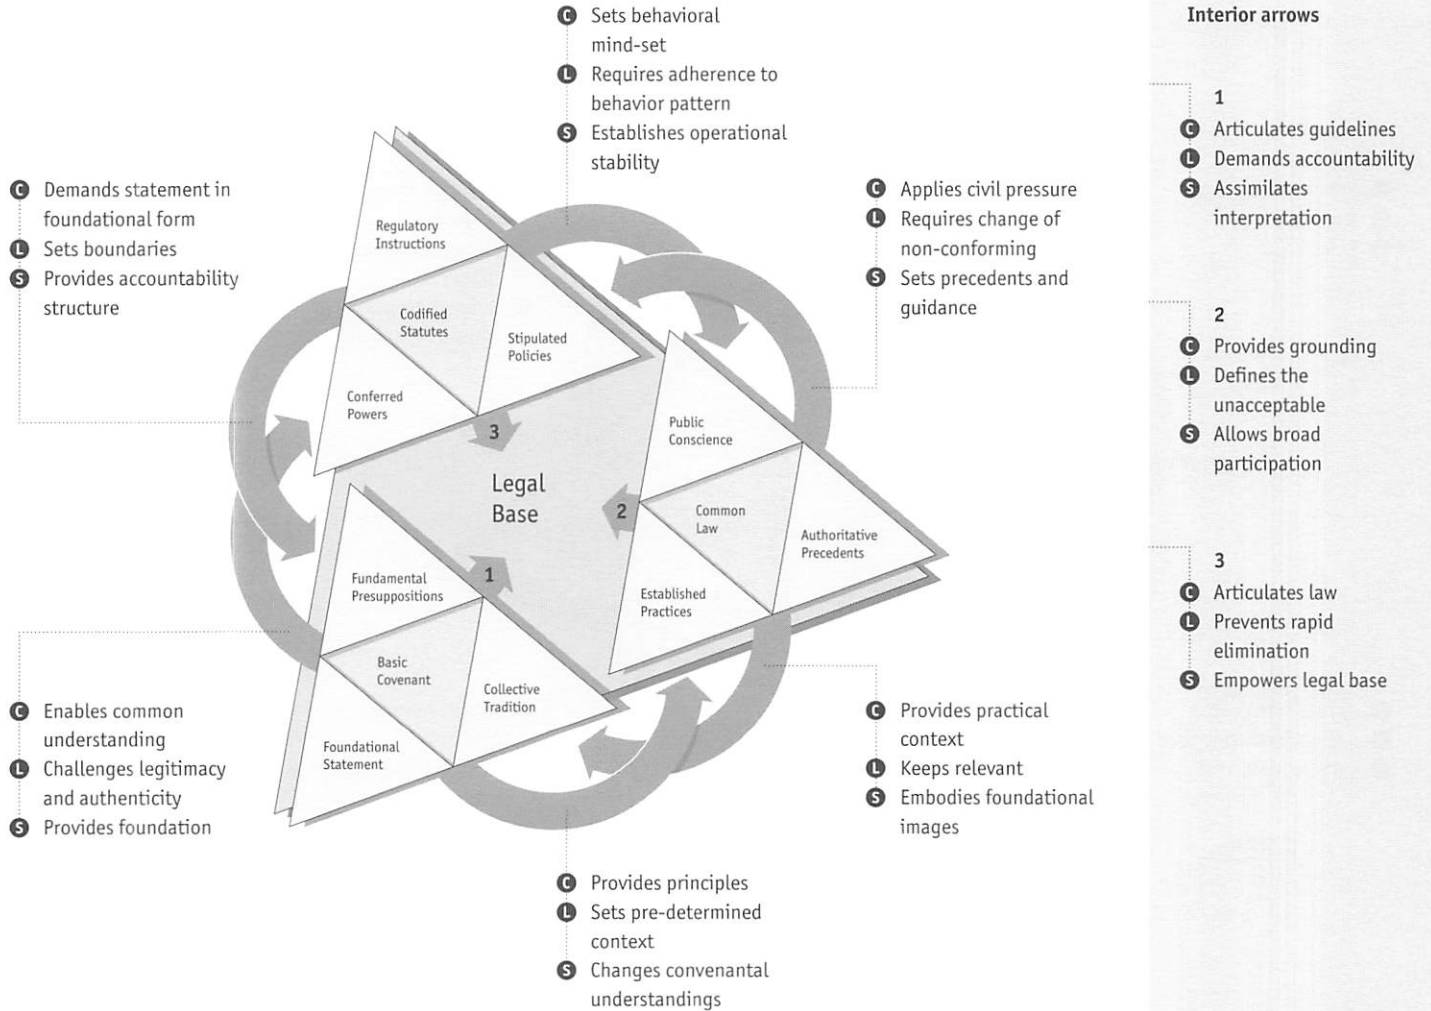 C Sets behavioral
mind-set
L Requires adherence to
behavior pattern
S Establishes operational
stability
C Demands statement in
foundational form
L Sets boundaries
S Provides accountability
structure
C Applies civil pressure
L Requires change of
non-conforming
S Sets precedents and
guidance
Regulatory
Instructions
Codified
Statutes
Stipulated
Policies
Conferred
Powers
3
Legal
Base
Public
Conscience
2
Common
Law
Authoritative
Precedents
Established
Practices
1
Fundamental
Presuppositions
Basic
Covenant
Collective
Tradition
Foundational
Statement
C Enables common
understanding
L Challenges legitimacy
and authenticity
S Provides foundation
C Provides practical
context
L Keeps relevant
S Embodies foundational
images
C Provides principles
L Sets pre-determined
context
S Changes convenantal
understandings
Interior arrows
1
C Articulates guidelines
L Demands accountability
S Assimilates
interpretation
2
C Provides grounding
L Defines the
unacceptable
S Allows broad
participation
3
C Articulates law
L Prevents rapid
elimination
S Empowers legal base